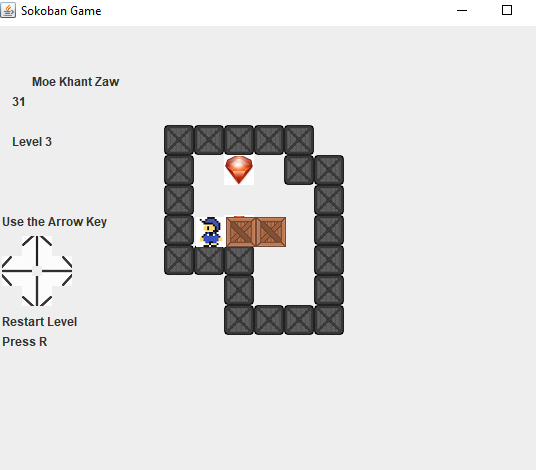 Sokoban Game
Moe Khant Zaw
31
Level 3
Use the Arrow Key
Restart Level
Press R